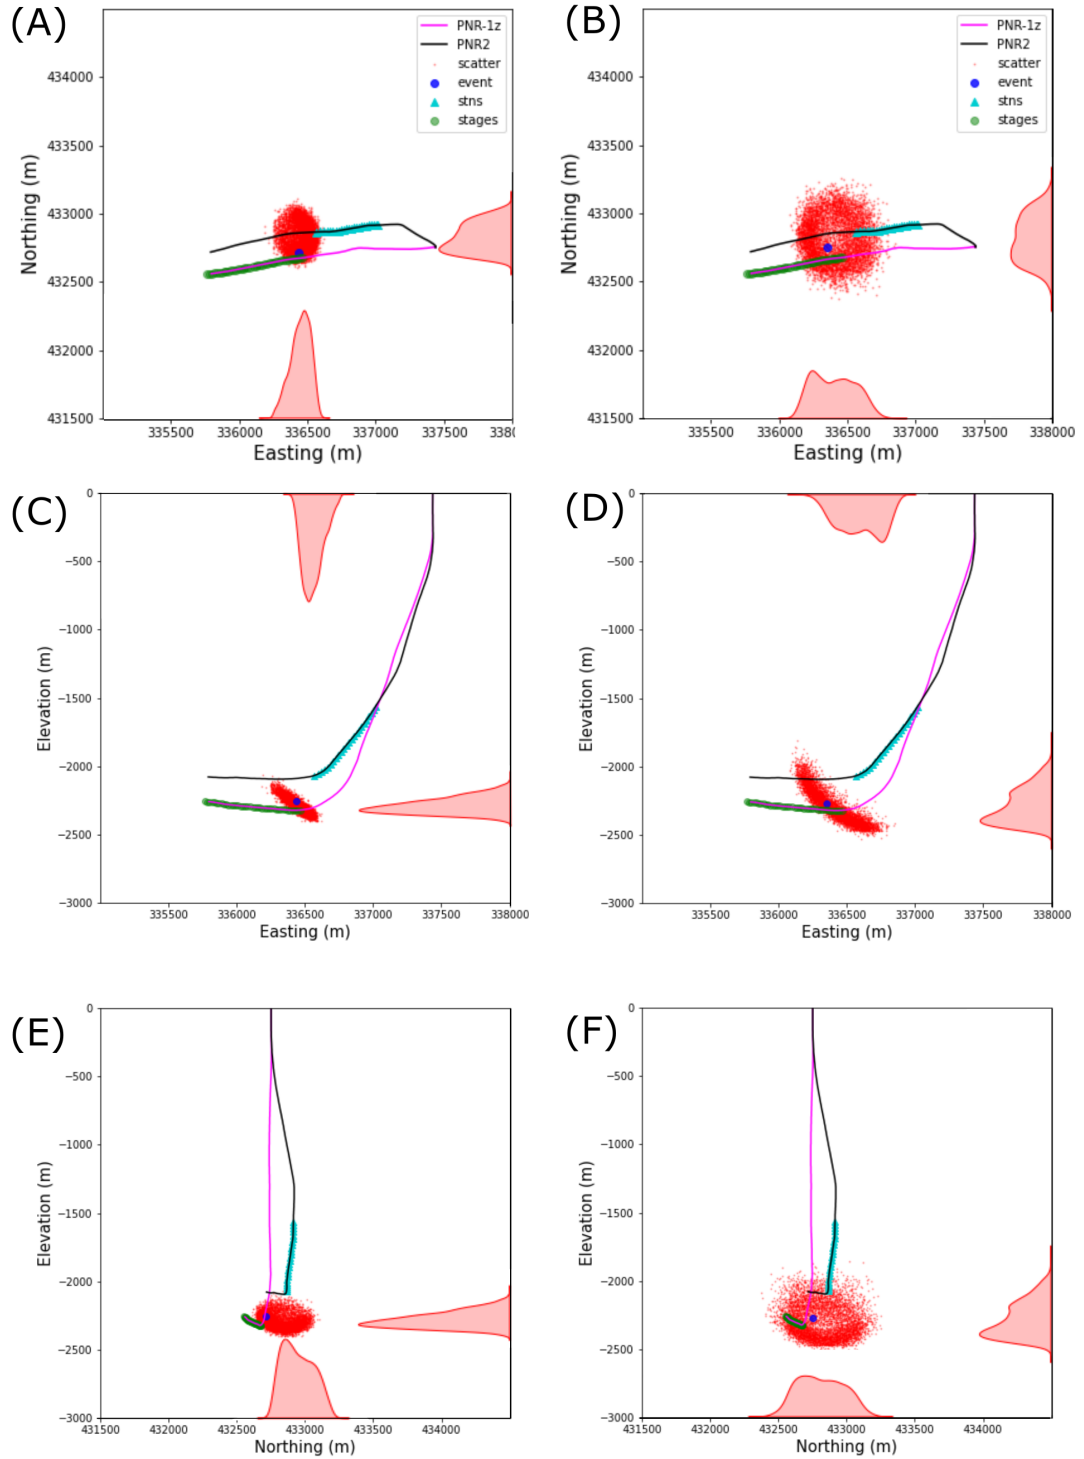 (A)
PNR-1z
PNR2
scatter
event
stns
stages
434000
433500
433000
432500
432000
431500
Northing (m)
335500 336000 336500 337000 337500 3380
Easting (m)
(B)
PNR-1z
PNR2
scatter
event
stns
stages
434000
433500
433000
432500
432000
431500
Northing (m)
335500 336000 336500 337000 337500 338000
Easting (m)
(C)
0
−500
−1000
−1500
−2000
−2500
−3000
Elevation (m)
335500 336000 336500 337000 337500 338000
Easting (m)
(D)
0
−500
−1000
−1500
−2000
−2500
−3000
Elevation (m)
335500 336000 336500 337000 337500 338000
Easting (m)
(E)
0
−500
−1000
−1500
−2000
−2500
−3000
Elevation (m)
431500 432000 432500 433000 433500 434000
Northing (m)
(F)
0
−500
−1000
−1500
−2000
−2500
−3000
Elevation (m)
431500 432000 432500 433000 433500 434000
Northing (m)